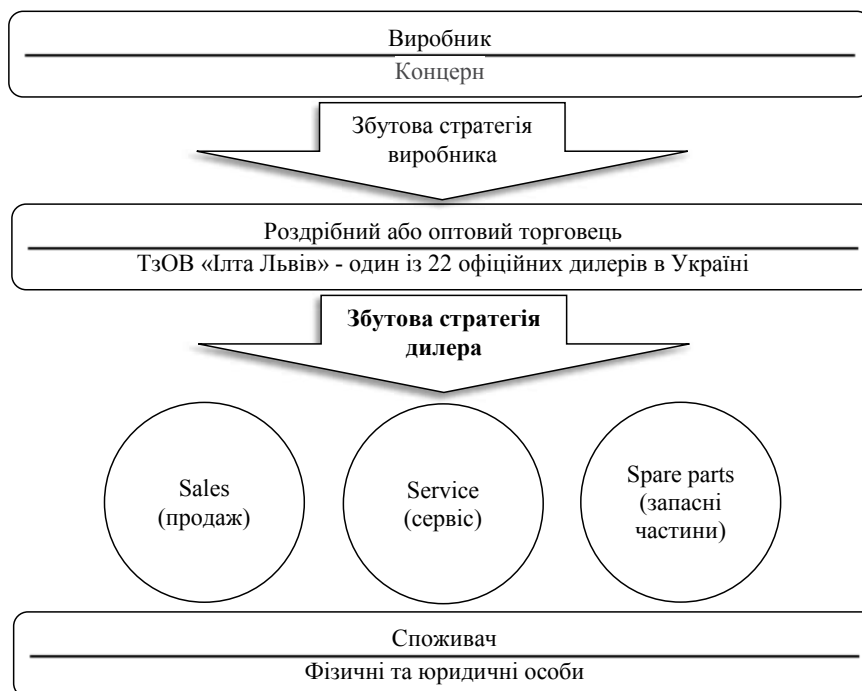 Виробник
Концерн
Збутова стратегія
виробника
Роздрібний або оптовий торговець
ТзОВ «Ілта Львів» - один із 22 офіційних дилерів в Україні
Збутова стратегія
дилера
Sales
(продаж)
Service
(сервіс)
Spare parts
(запасні
частини)
Споживач
Фізичні та юридичні особи